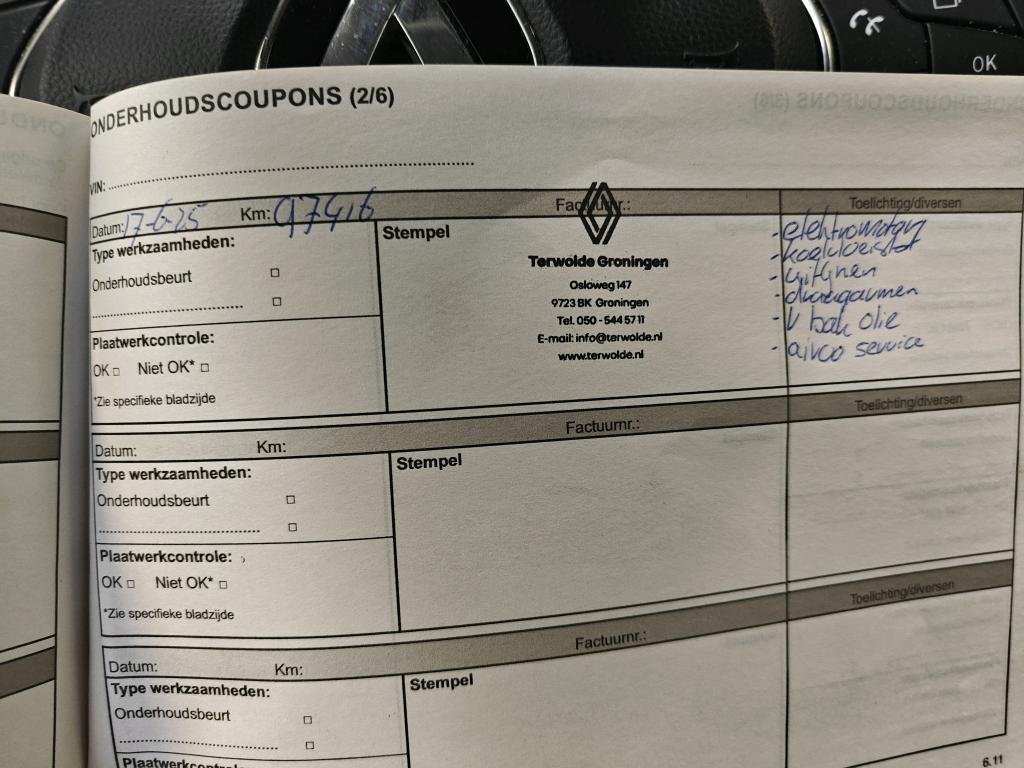 OK
ONDERHOUDSCOUPONS (2/6)
VIN:
Datum: 17-6-25 Km: 97416 Factuurnr.: Toelichting/diversen
Type werkzaamheden:
Onderhoudsbeurt
Plaatwerkcontrole:
OK Niet OK*
*Zie specifieke bladzijde
Stempel
Terwolde Groningen
Osloweg 147
9723 BK Groningen
Tel. 050 - 544 57 11
E-mail: info@terwolde.nl
www.terwolde.nl
- koelvloeistof
- uitlijnen
- V bak olie
- airco service
Datum: Km: Factuurnr.: Toelichting/diversen
Type werkzaamheden:
Onderhoudsbeurt
Plaatwerkcontrole:
OK Niet OK*
*Zie specifieke bladzijde
Stempel
Datum: Km: Factuurnr.: Toelichting/diversen
Type werkzaamheden:
Onderhoudsbeurt
Plaatwerkcontrole:
Stempel
6.11